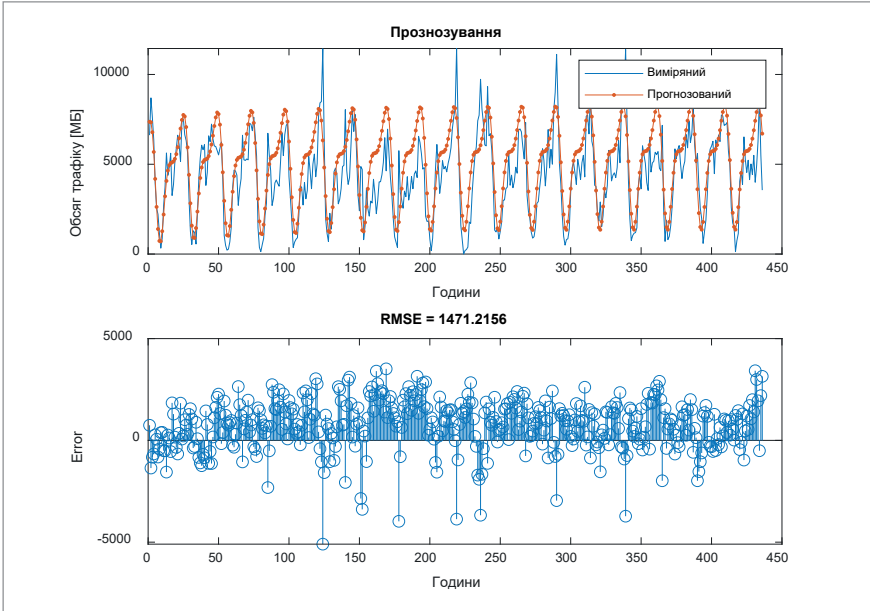 Прознозування
10000
5000
0
Обсяг трафіку [МБ]
Виміряний
Прогнозований
0 50 100 150 200 250 300 350 400 450
Години
RMSE = 1471.2156
5000
0
-5000
Error
0 50 100 150 200 250 300 350 400 450
Години